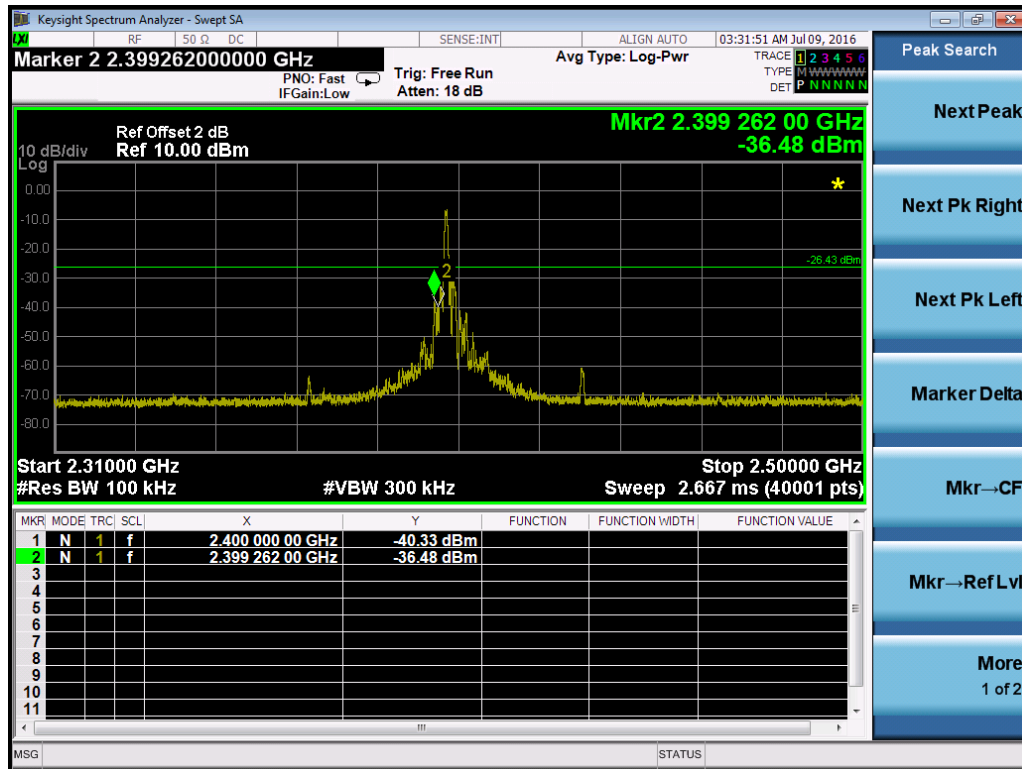 Keysight Spectrum Analyzer - Swept SA
LXI RF 50 Ω DC SENSE:INT ALIGN AUTO 03:31:51 AM Jul 09, 2016
Marker 2 2.399262000000 GHz
PNO: Fast
IFGain:Low
Trig: Free Run
Atten: 18 dB
Avg Type: Log-Pwr
TRACE 1 2 3 4 5 6
TYPE M WWWWW
DET P N N N N N
Ref Offset 2 dB
10 dB/div Ref 10.00 dBm
Log
Mkr2 2.399 262 00 GHz
-36.48 dBm
0.00
-10.0
-20.0
-30.0
-40.0
-50.0
-60.0
-70.0
-80.0
*
-26.43 dBm
2
Start 2.31000 GHz Stop 2.50000 GHz
#Res BW 100 kHz #VBW 300 kHz Sweep 2.667 ms (40001 pts)
MKR MODE TRC SCL X Y FUNCTION FUNCTION WIDTH FUNCTION VALUE
1 N 1 f 2.400 000 00 GHz -40.33 dBm
2 N 1 f 2.399 262 00 GHz -36.48 dBm
3
4
5
6
7
8
9
10
11
MSG STATUS
Peak Search
Next Peak
Next Pk Right
Next Pk Left
Marker Delta
Mkr→CF
Mkr→Ref Lvl
More
1 of 2